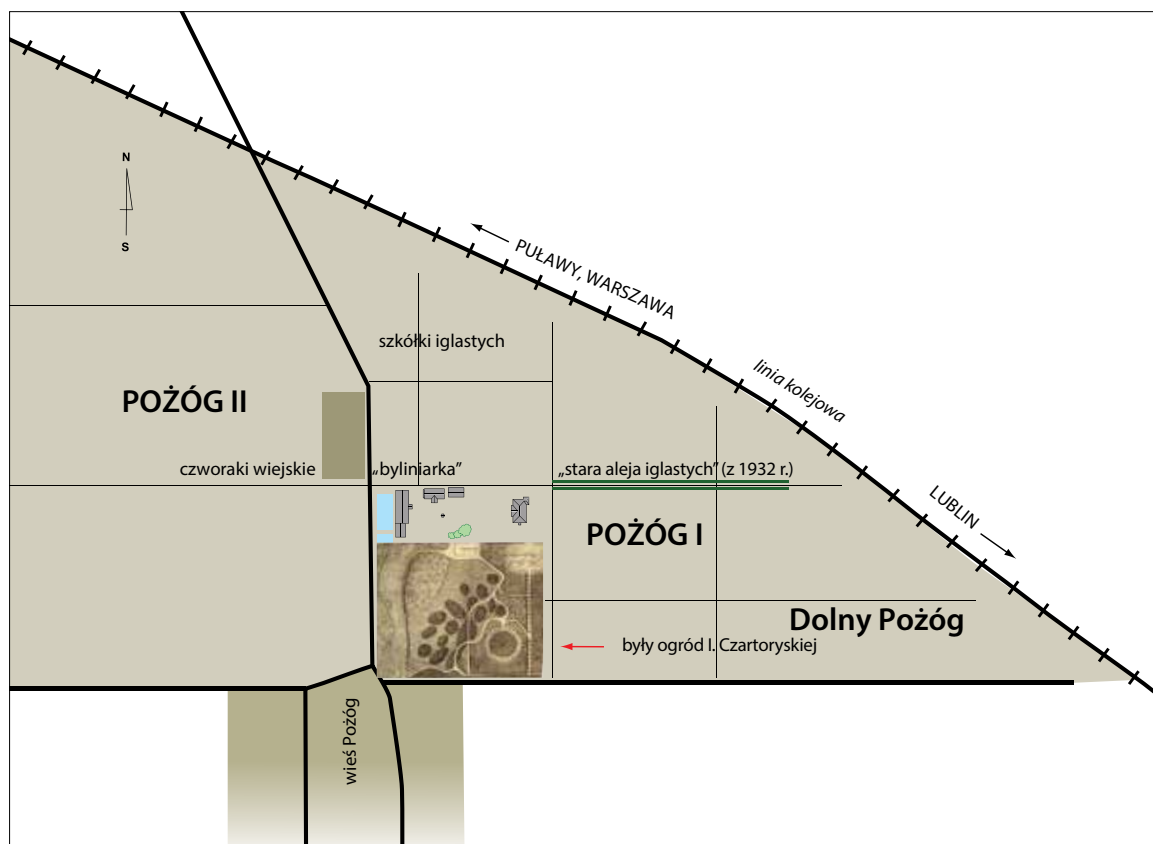 N
S
PUŁAWY, WARSZAWA
szkółki iglastych
linia kolejowa
POŻÓG II
czworaki wiejskie
„byliniarka”
„stara aleja iglastych” (z 1932 r.)
LUBLIN
POŻÓG I
Dolny Pożóg
były ogród I. Czartoryskiej
wieś Pożóg